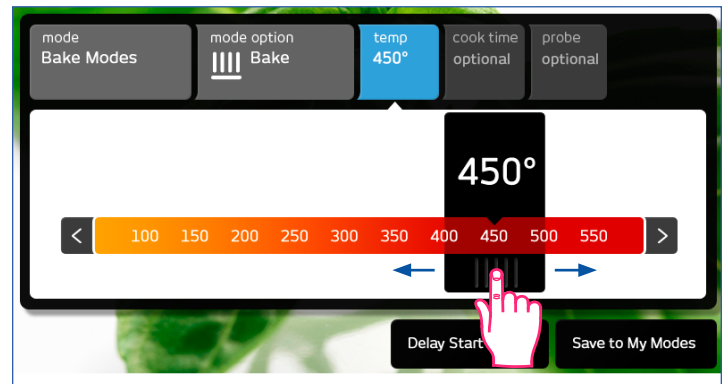 mode
Bake Modes
mode option
Bake
temp
450°
cook time
optional
probe
optional
450°
< 100 150 200 250 300 350 400 450 500 550 >
Delay Start
Save to My Modes